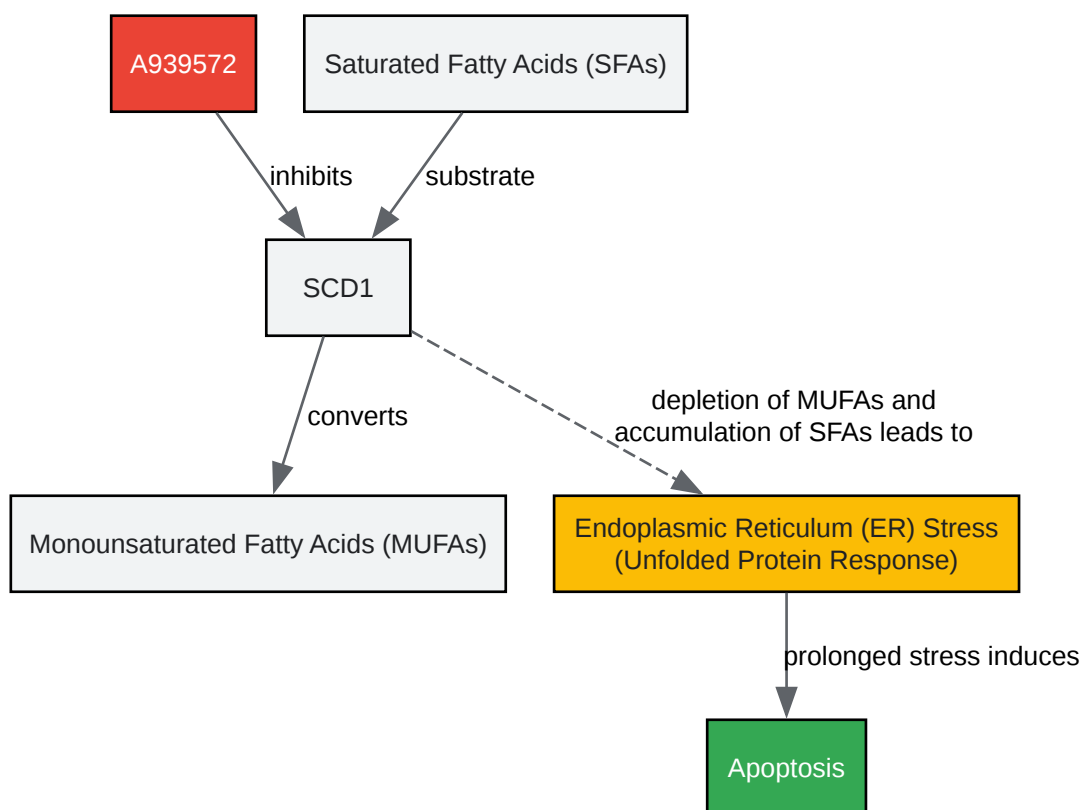 A939572
Saturated Fatty Acids (SFAs)
inhibits
substrate
SCD1
converts
depletion of MUFAs and
accumulation of SFAs leads to
Monounsaturated Fatty Acids (MUFAs)
Endoplasmic Reticulum (ER) Stress
(Unfolded Protein Response)
prolonged stress induces
Apoptosis